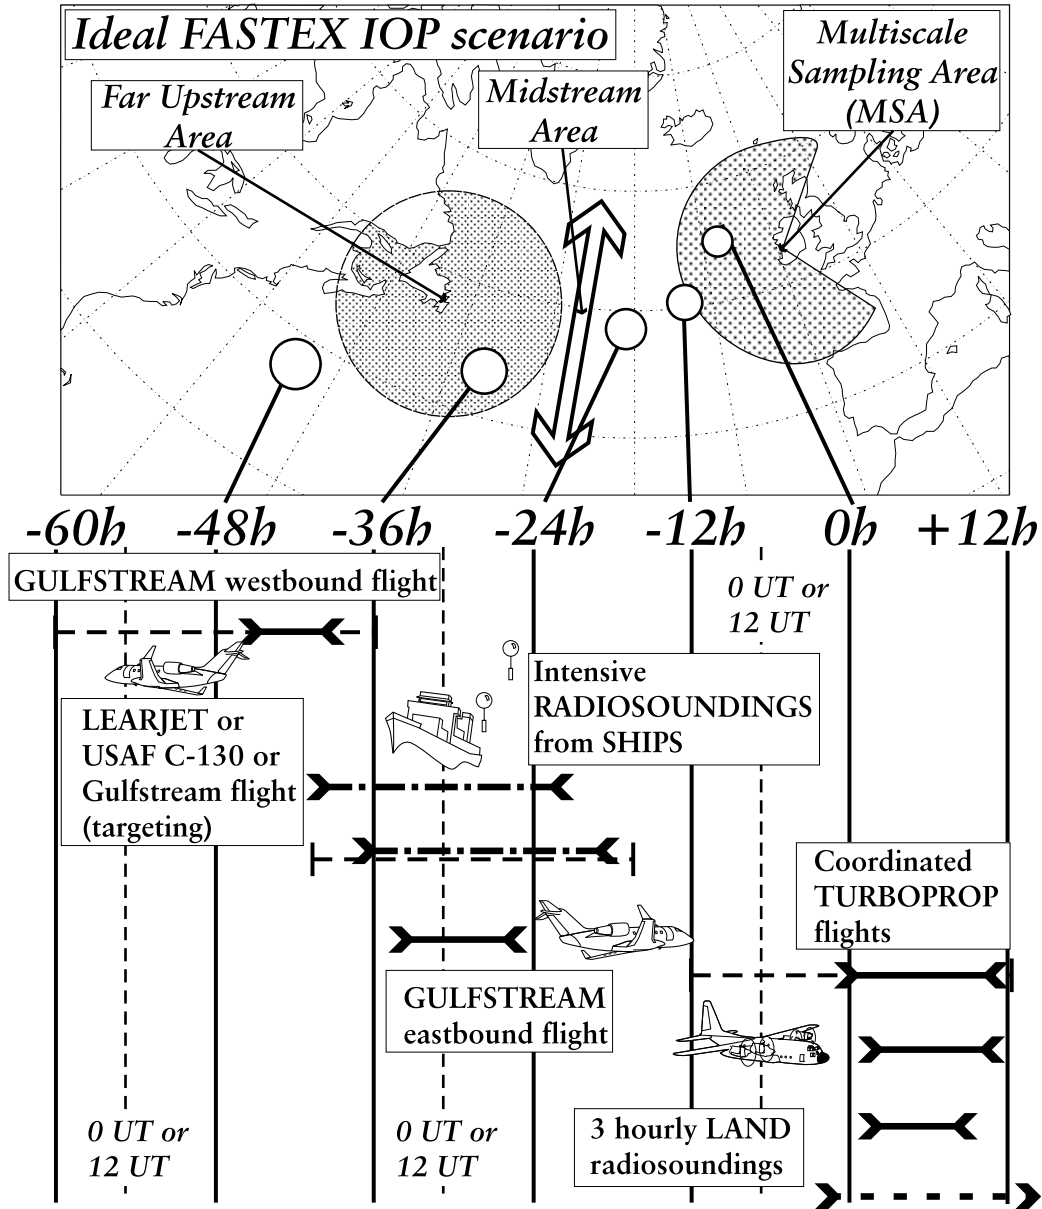 Ideal FASTEX IOP scenario
Far Upstream
Area
Midstream
Area
Multiscale
Sampling Area
(MSA)
-60h -48h -36h -24h -12h 0h +12h
GULFSTREAM westbound flight
0 UT or
12 UT
Intensive
RADIOSOUNDINGS
from SHIPS
LEARJET or
USAF C-130 or
Gulfstream flight
(targeting)
Coordinated
TURBOPROP
flights
GULFSTREAM
eastbound flight
0 UT or
12 UT
0 UT or
12 UT
3 hourly LAND
radiosoundings